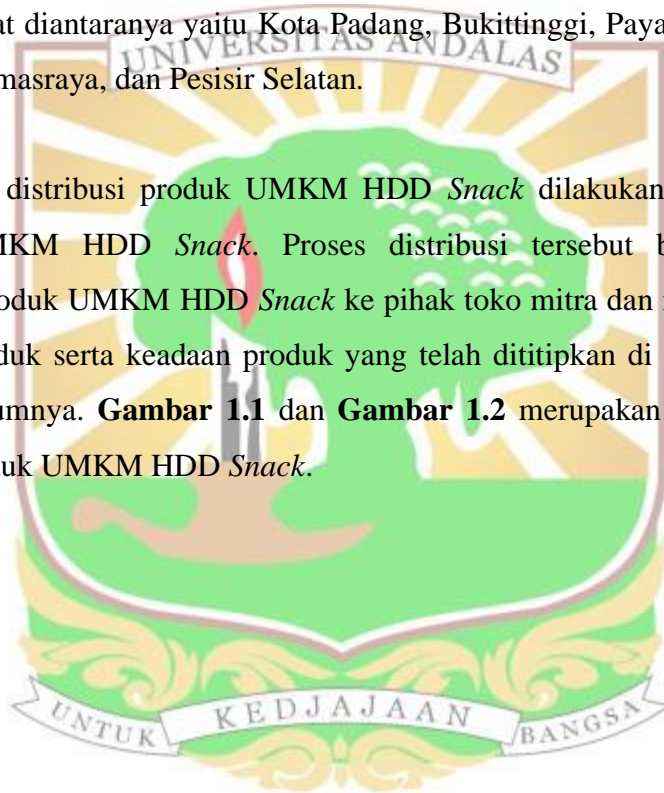 at diantaranya yaitu Kota Padang, Bukittinggi, Paya
UNIVERSITAS ANDALAS
masraya, dan Pesisir Selatan.
distribusi produk UMKM HDD Snack dilakukan
MKM HDD Snack. Proses distribusi tersebut b
oduk UMKM HDD Snack ke pihak toko mitra dan
duk serta keadaan produk yang telah dititipkan di
umnya. Gambar 1.1 dan Gambar 1.2 merupakan
uk UMKM HDD Snack.
UNTUK KEDJAJAAN BANGSA